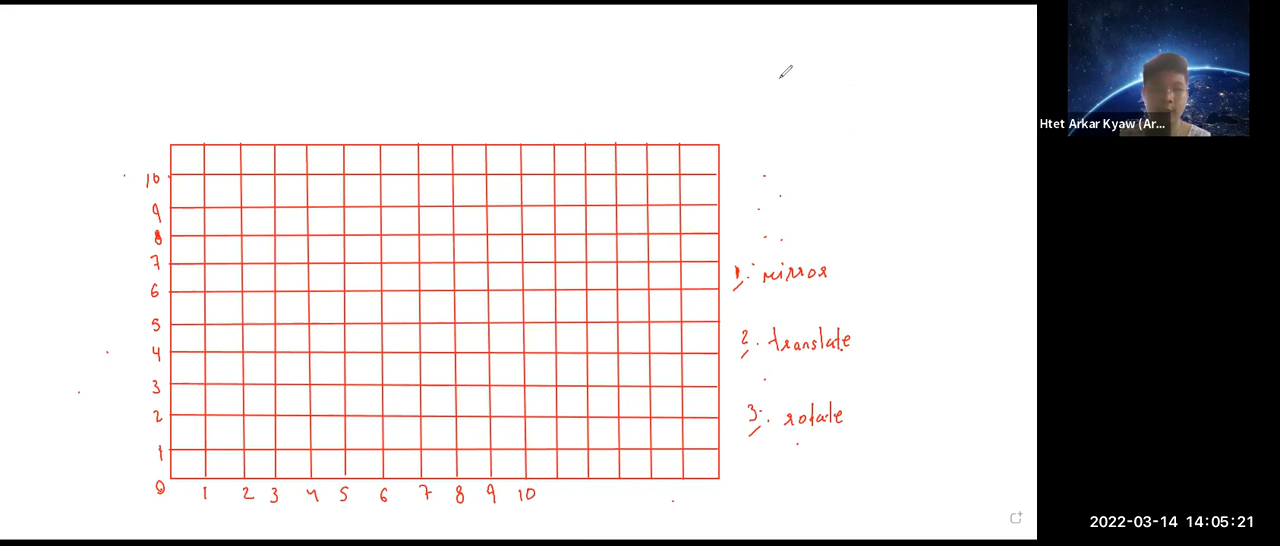 Htet Arkar Kyaw (Ar...
10
9
8
7
1. mirror
6
5
2. translate
4
3
2
3. rotate
1
0 1 2 3 4 5 6 7 8 9 10
2022-03-14 14:05:21